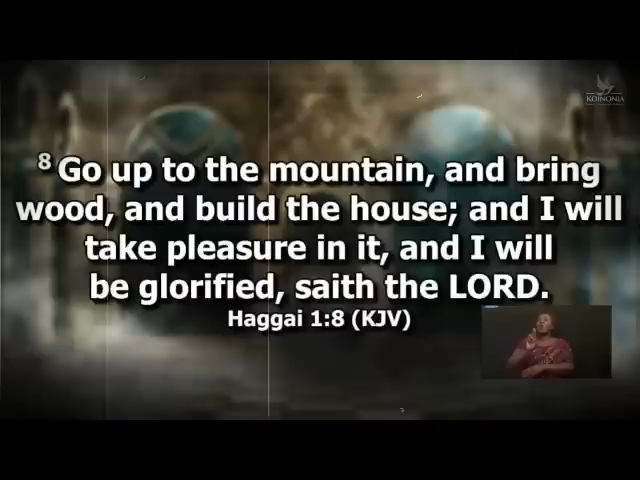 KOINONIA
8 Go up to the mountain, and bring
wood, and build the house; and I will
take pleasure in it, and I will
be glorified, saith the LORD.
Haggai 1:8 (KJV)